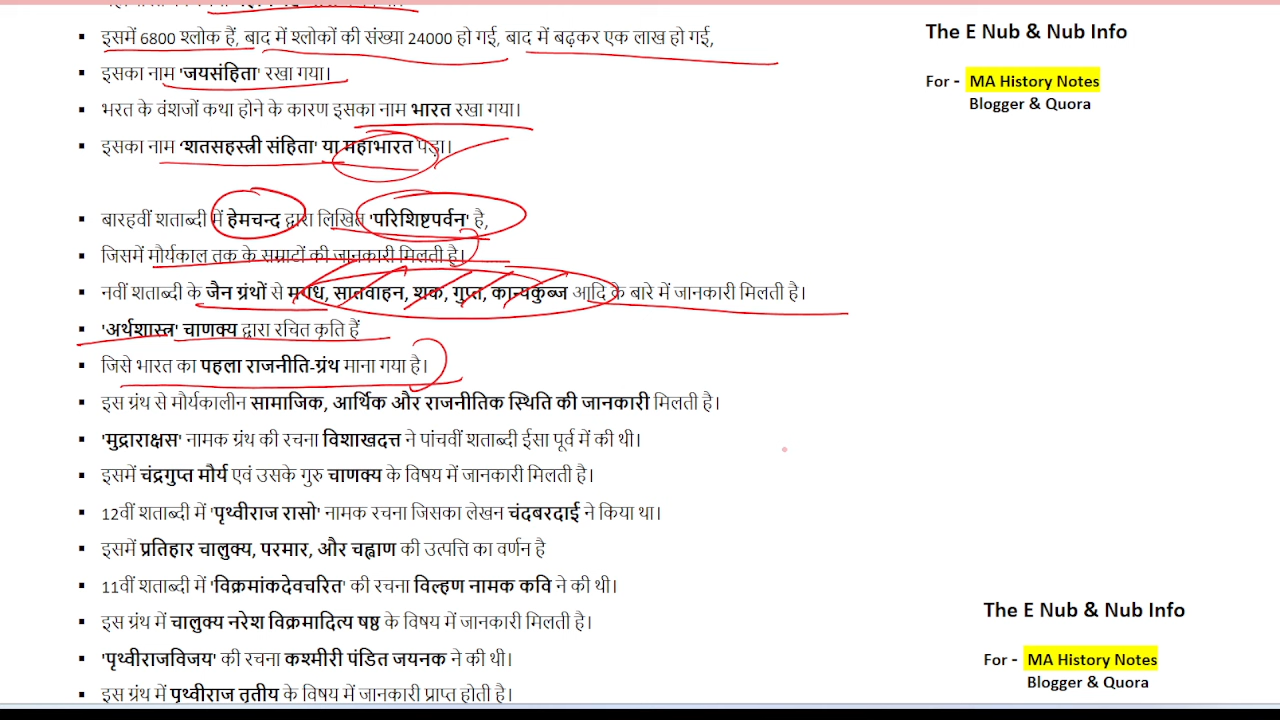 इसमें 6800 श्लोक हैं, बाद में श्लोकों की संख्या 24000 हो गई, बाद में बढ़कर एक लाख हो गई,
इसका नाम 'जयसंहिता' रखा गया।
भरत के वंशजों कथा होने के कारण इसका नाम भारत रखा गया।
इसका नाम 'शतसहस्त्री संहिता' या महाभारत पड़ा।
बारहवीं शताब्दी में हेमचन्द द्वारा लिखित 'परिशिष्टपर्वन' है,
जिसमें मौर्यकाल तक के सम्राटों की जानकारी मिलती है।
नवीं शताब्दी के जैन ग्रंथों से मगध, सातवाहन, शक, गुप्त, कान्यकुब्ज आदि के बारे में जानकारी मिलती है।
'अर्थशास्त्र' चाणक्य द्वारा रचित कृति हैं
जिसे भारत का पहला राजनीति-ग्रंथ माना गया है।
इस ग्रंथ से मौर्यकालीन सामाजिक, आर्थिक और राजनीतिक स्थिति की जानकारी मिलती है।
'मुद्राराक्षस' नामक ग्रंथ की रचना विशाखदत्त ने पांचवीं शताब्दी ईसा पूर्व में की थी।
इसमें चंद्रगुप्त मौर्य एवं उसके गुरु चाणक्य के विषय में जानकारी मिलती है।
12वीं शताब्दी में 'पृथ्वीराज रासो' नामक रचना जिसका लेखक चंदबरदाई ने किया था।
इसमें प्रतिहार चालुक्य, परमार, और चह्वाण की उत्पत्ति का वर्णन है
11वीं शताब्दी में 'विक्रमांकदेवचरित' की रचना विल्हण नामक कवि ने की थी।
इस ग्रंथ में चालुक्य नरेश विक्रमादित्य षष्ठ के विषय में जानकारी मिलती है।
'पृथ्वीराजविजय' की रचना कश्मीरी पंडित जयनक ने की थी।
इस ग्रंथ में पृथ्वीराज तृतीय के विषय में जानकारी प्राप्त होती है।
The E Nub & Nub Info
For - MA History Notes
Blogger & Quora
The E Nub & Nub Info
For - MA History Notes
Blogger & Quora